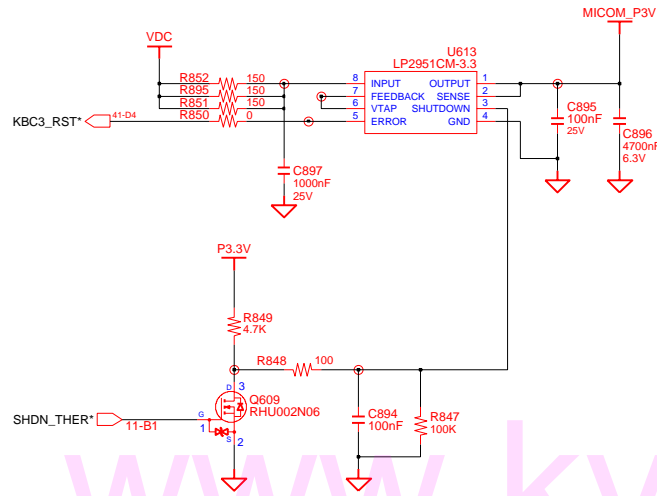 MICOM_P3V
U613
VDC
LP2951CM-3.3
R852 150 8 INPUT OUTPUT 1
R895 150 7 FEEDBACK SENSE 2
R851 150 6 VTAP SHUTDOWN 3
KBC3_RST* 41-D4 R850 0 5 ERROR GND 4
C895
100nF
25V
C896
4700nF
6.3V
C897
1000nF
25V
P3.3V
R849
4.7K
R848 100
D 3
Q609
RHU002N06
SHDN_THER* 11-B1 G 1
S 2
C894
100nF
R847
100K
www.ky